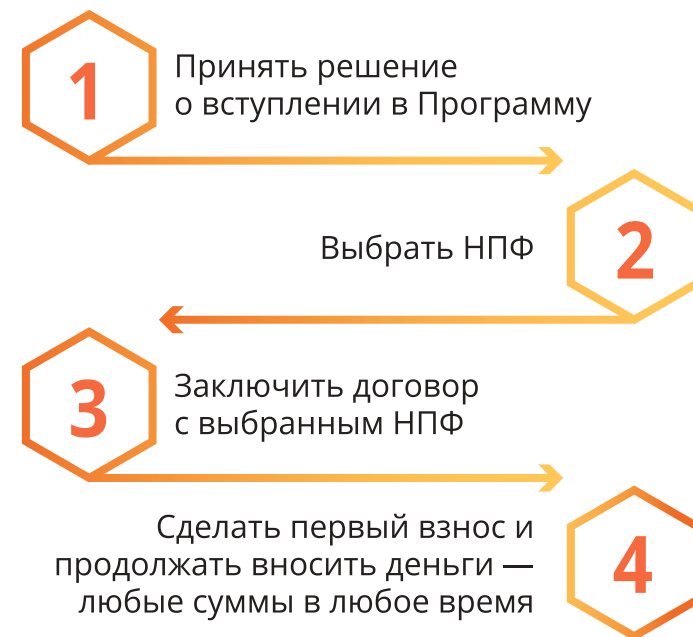 1
Принять решение
о вступлении в Программу
2
Выбрать НПФ
3
Заключить договор
с выбранным НПФ
4
Сделать первый взнос и
продолжать вносить деньги —
любые суммы в любое время